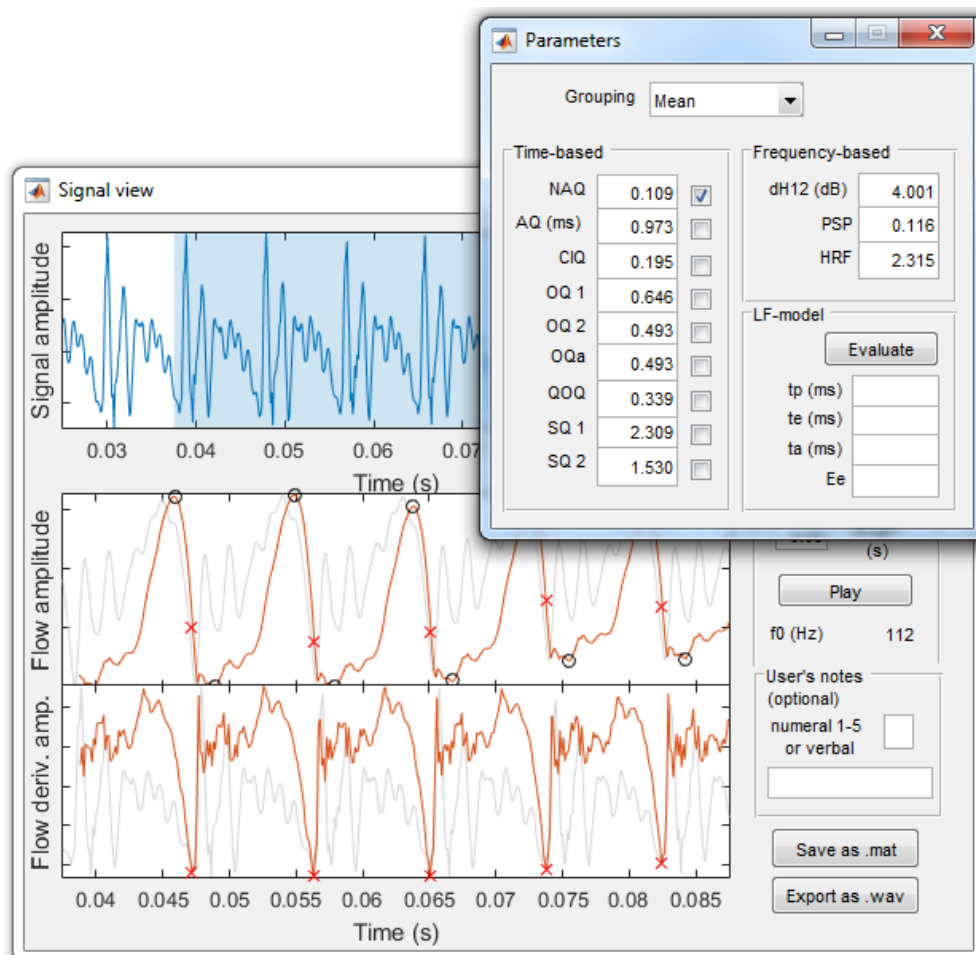 Parameters
Grouping Mean
Time-based
NAQ 0.109
AQ (ms) 0.973
ClQ 0.195
OQ 1 0.646
OQ 2 0.493
OQa 0.493
QOQ 0.339
SQ 1 2.309
SQ 2 1.530
Frequency-based
dH12 (dB) 4.001
PSP 0.116
HRF 2.315
LF-model
Evaluate
tp (ms)
te (ms)
ta (ms)
Ee
Signal view
Signal amplitude
0.03 0.04 0.05 0.06 0.07
Time (s)
Flow amplitude
Flow deriv. amp.
0.04 0.045 0.05 0.055 0.06 0.065 0.07 0.075 0.08 0.085
Time (s)
(s)
Play
f0 (Hz) 112
User's notes
(optional)
numeral 1-5
or verbal
Save as .mat
Export as .wav